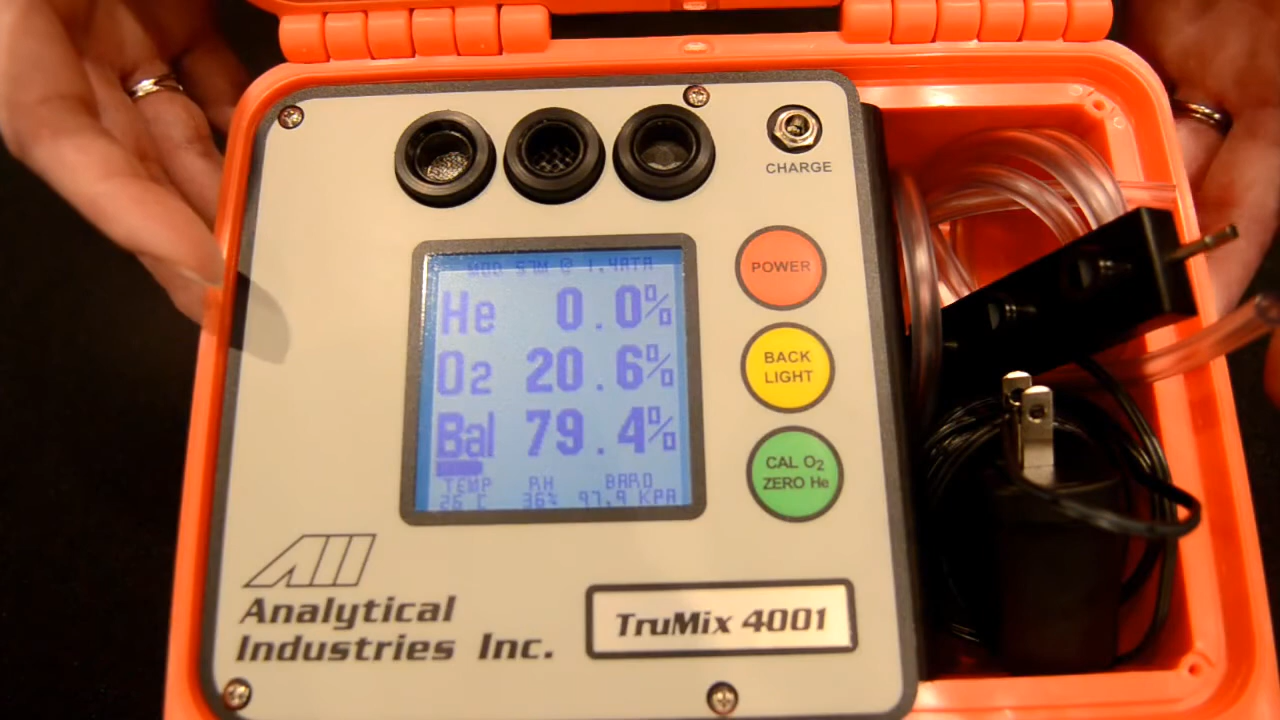 CHARGE
MOD 57M @ 1.4ATA
He 0.0%
O2 20.6%
Bal 79.4%
TEMP RH BARO
26 C 36% 97.9 KPA
POWER
BACK
LIGHT
CAL O2
ZERO He
AII
Analytical
Industries Inc.
TruMix 4001